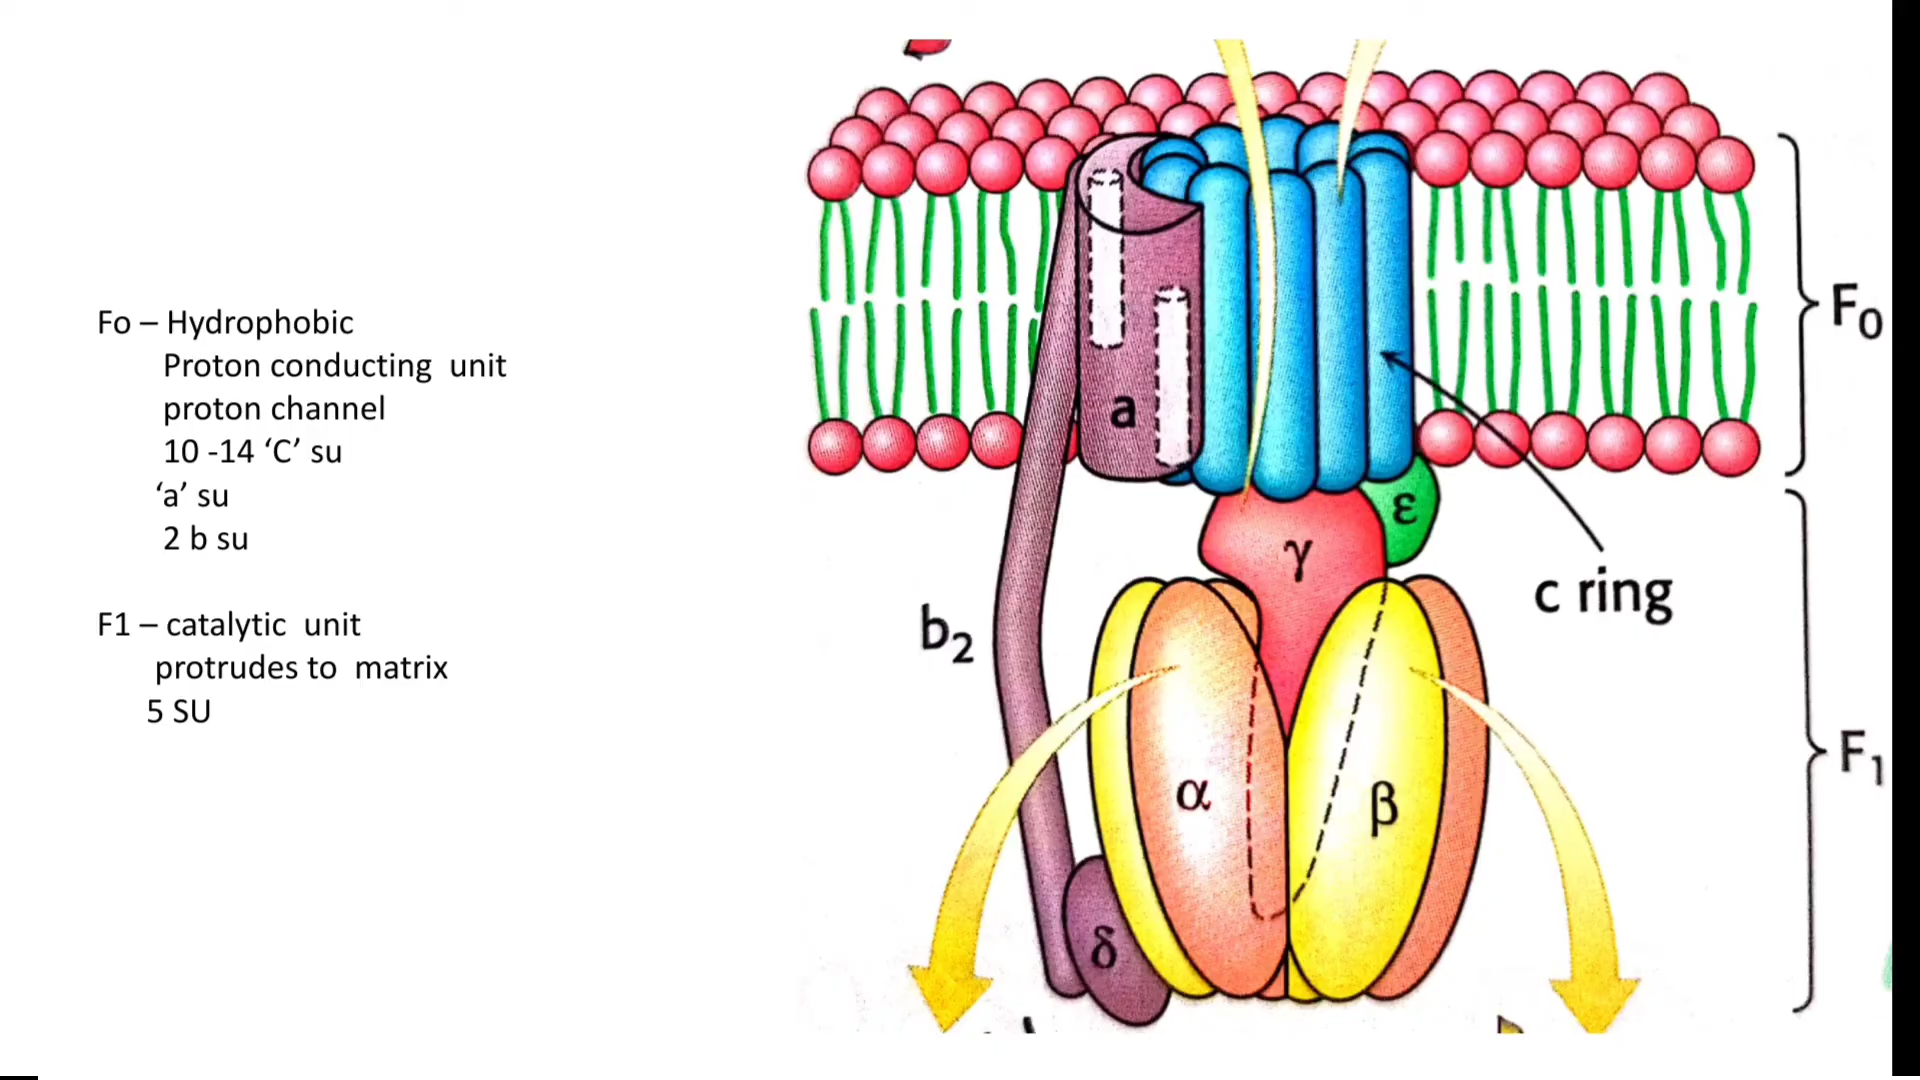 Fo – Hydrophobic
Proton conducting unit
proton channel
10 -14 ‘C’ su
‘a’ su
2 b su
F1 – catalytic unit
protrudes to matrix
5 SU
F0
a
ε
γ
c ring
b2
F1
α
β
δ